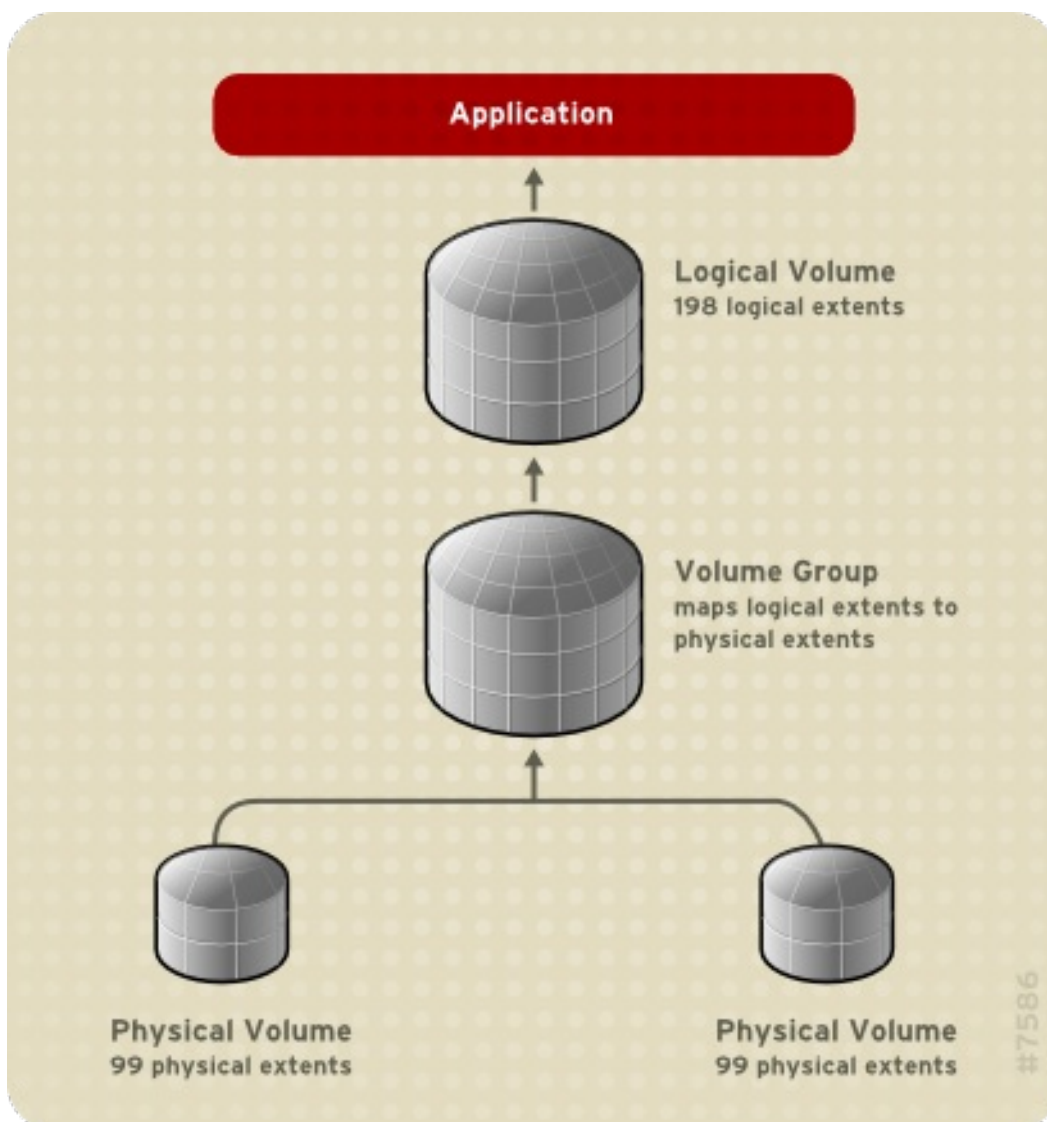 Application
Logical Volume
198 logical extents
Volume Group
maps logical extents to
physical extents
Physical Volume
99 physical extents
Physical Volume
99 physical extents
#7586